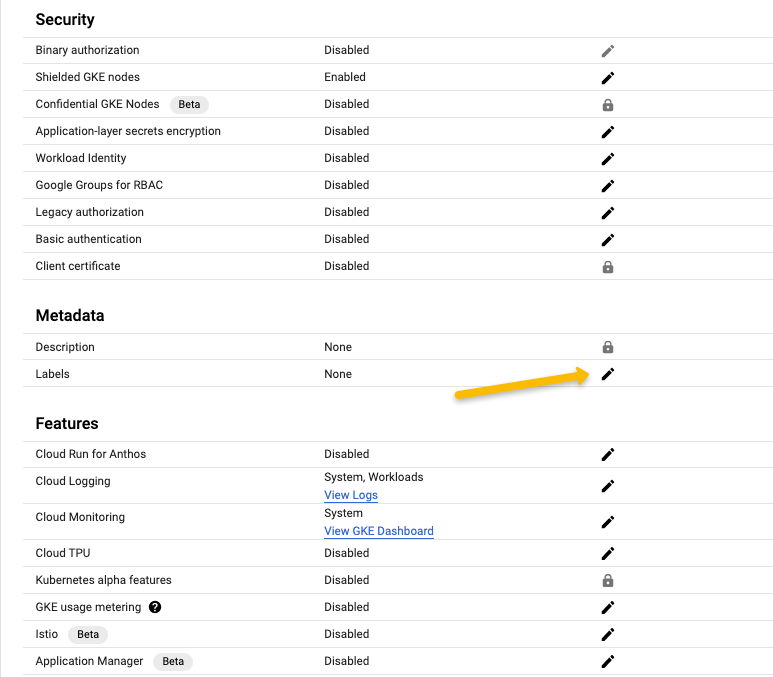 Security
Binary authorization Disabled
Shielded GKE nodes Enabled
Confidential GKE Nodes Beta Disabled
Application-layer secrets encryption Disabled
Workload Identity Disabled
Google Groups for RBAC Disabled
Legacy authorization Disabled
Basic authentication Disabled
Client certificate Disabled
Metadata
Description None
Labels None
Features
Cloud Run for Anthos Disabled
Cloud Logging System, Workloads
View Logs
Cloud Monitoring System
View GKE Dashboard
Cloud TPU Disabled
Kubernetes alpha features Disabled
GKE usage metering ? Disabled
Istio Beta Disabled
Application Manager Beta Disabled